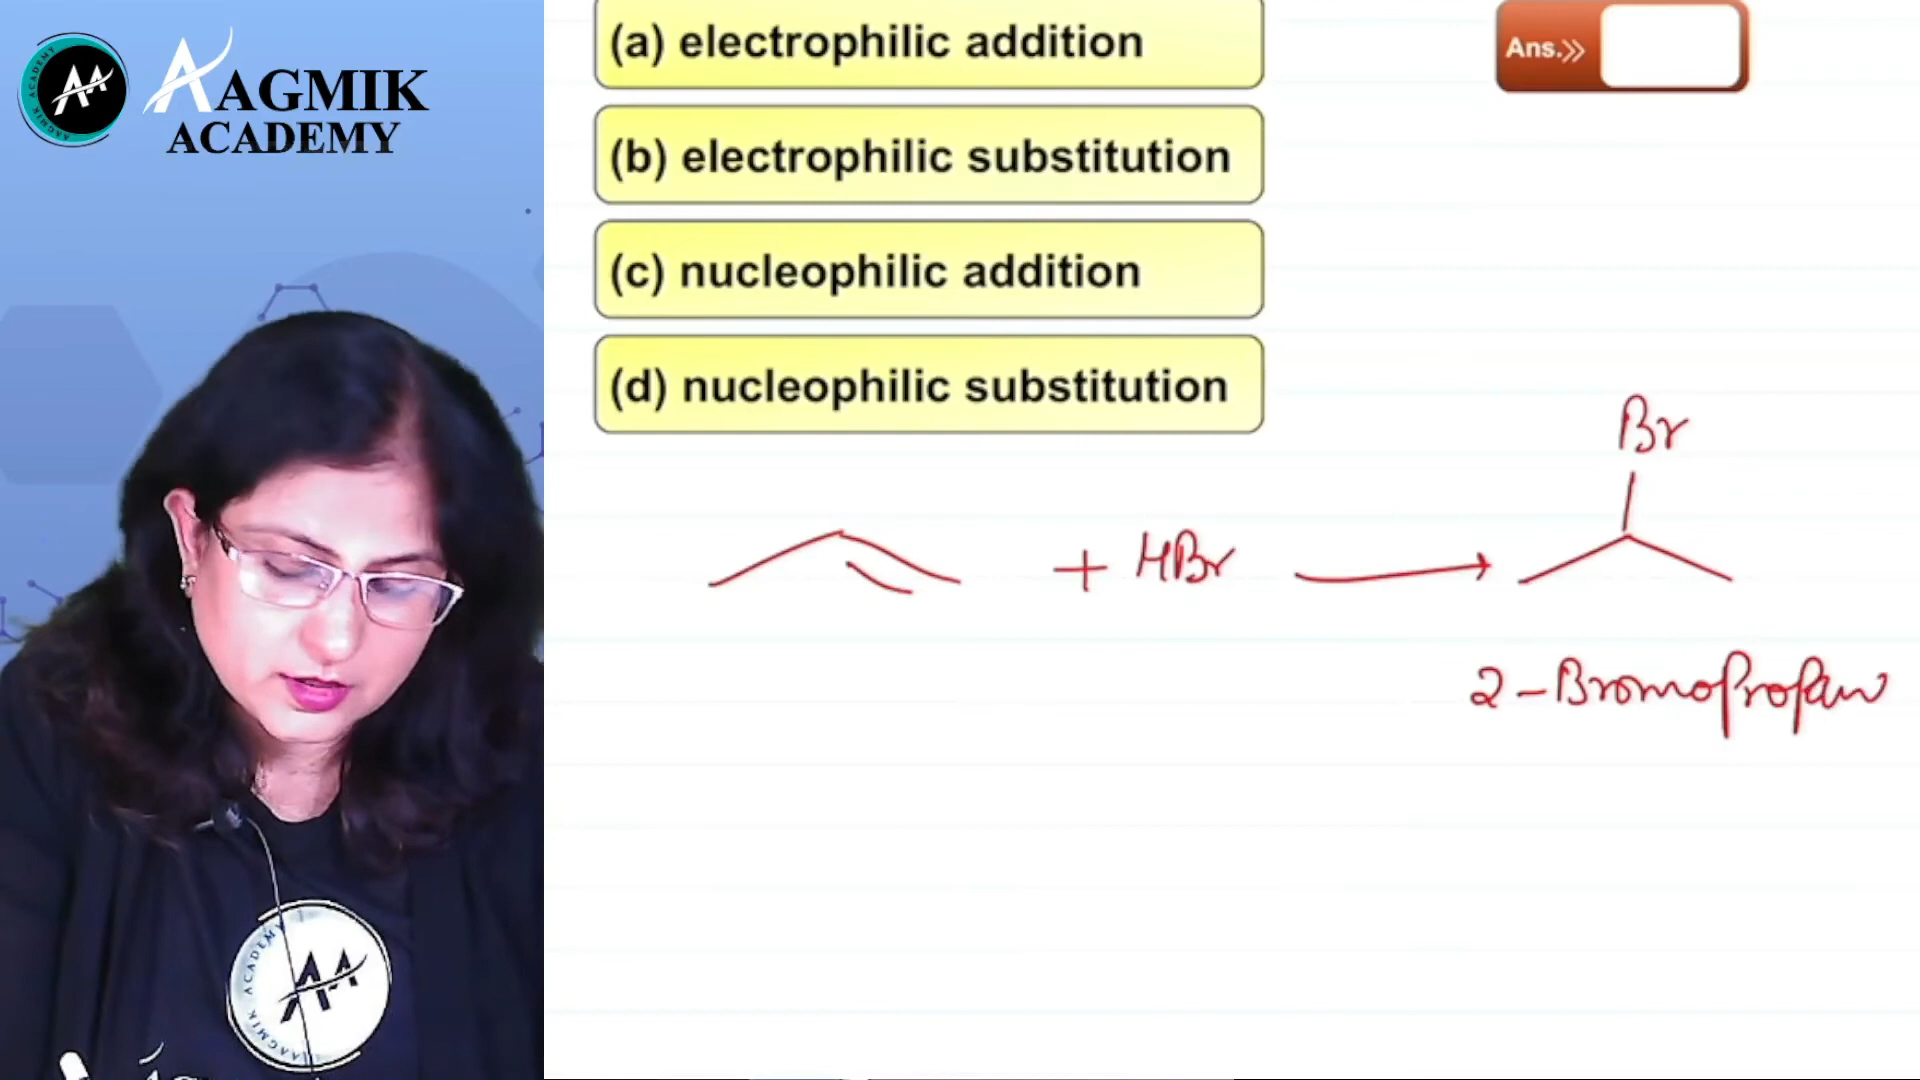 AAGMIK
ACADEMY
(a) electrophilic addition
Ans.
(b) electrophilic substitution
(c) nucleophilic addition
(d) nucleophilic substitution
Br
+ HBr
2-Bromopropane